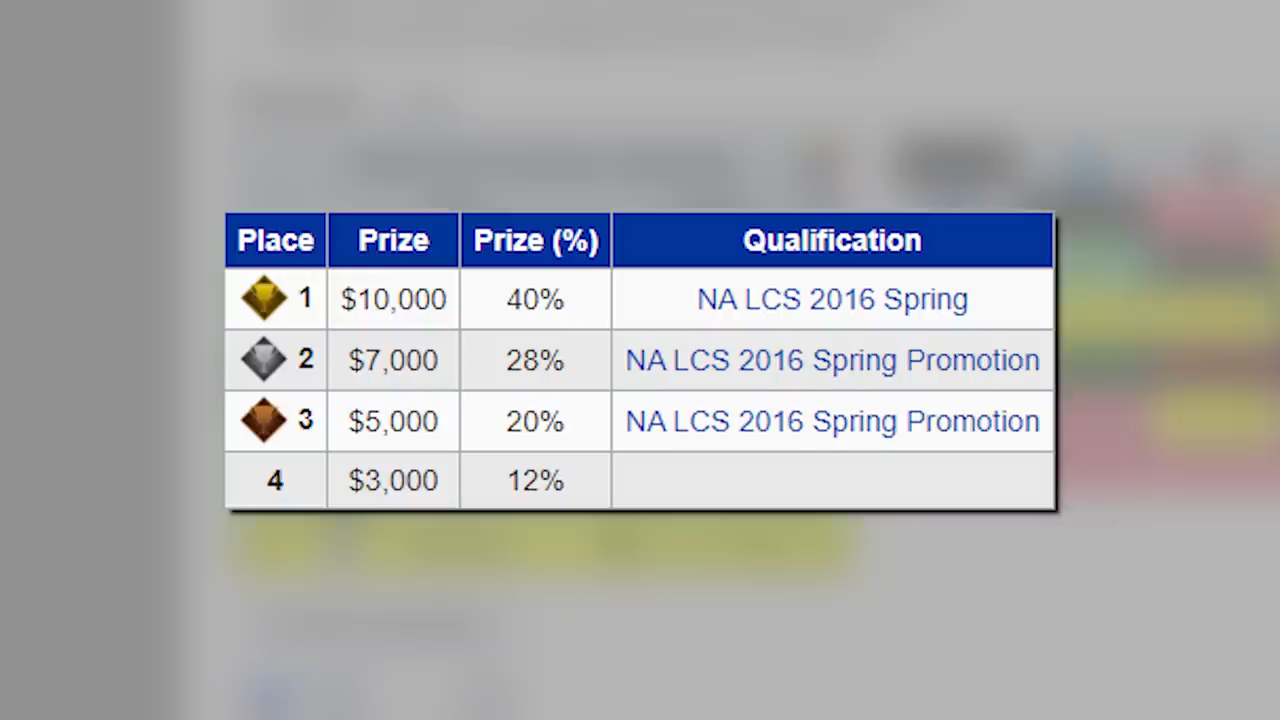 Place Prize Prize (%) Qualification
1 $10,000 40% NA LCS 2016 Spring
2 $7,000 28% NA LCS 2016 Spring Promotion
3 $5,000 20% NA LCS 2016 Spring Promotion
4 $3,000 12%